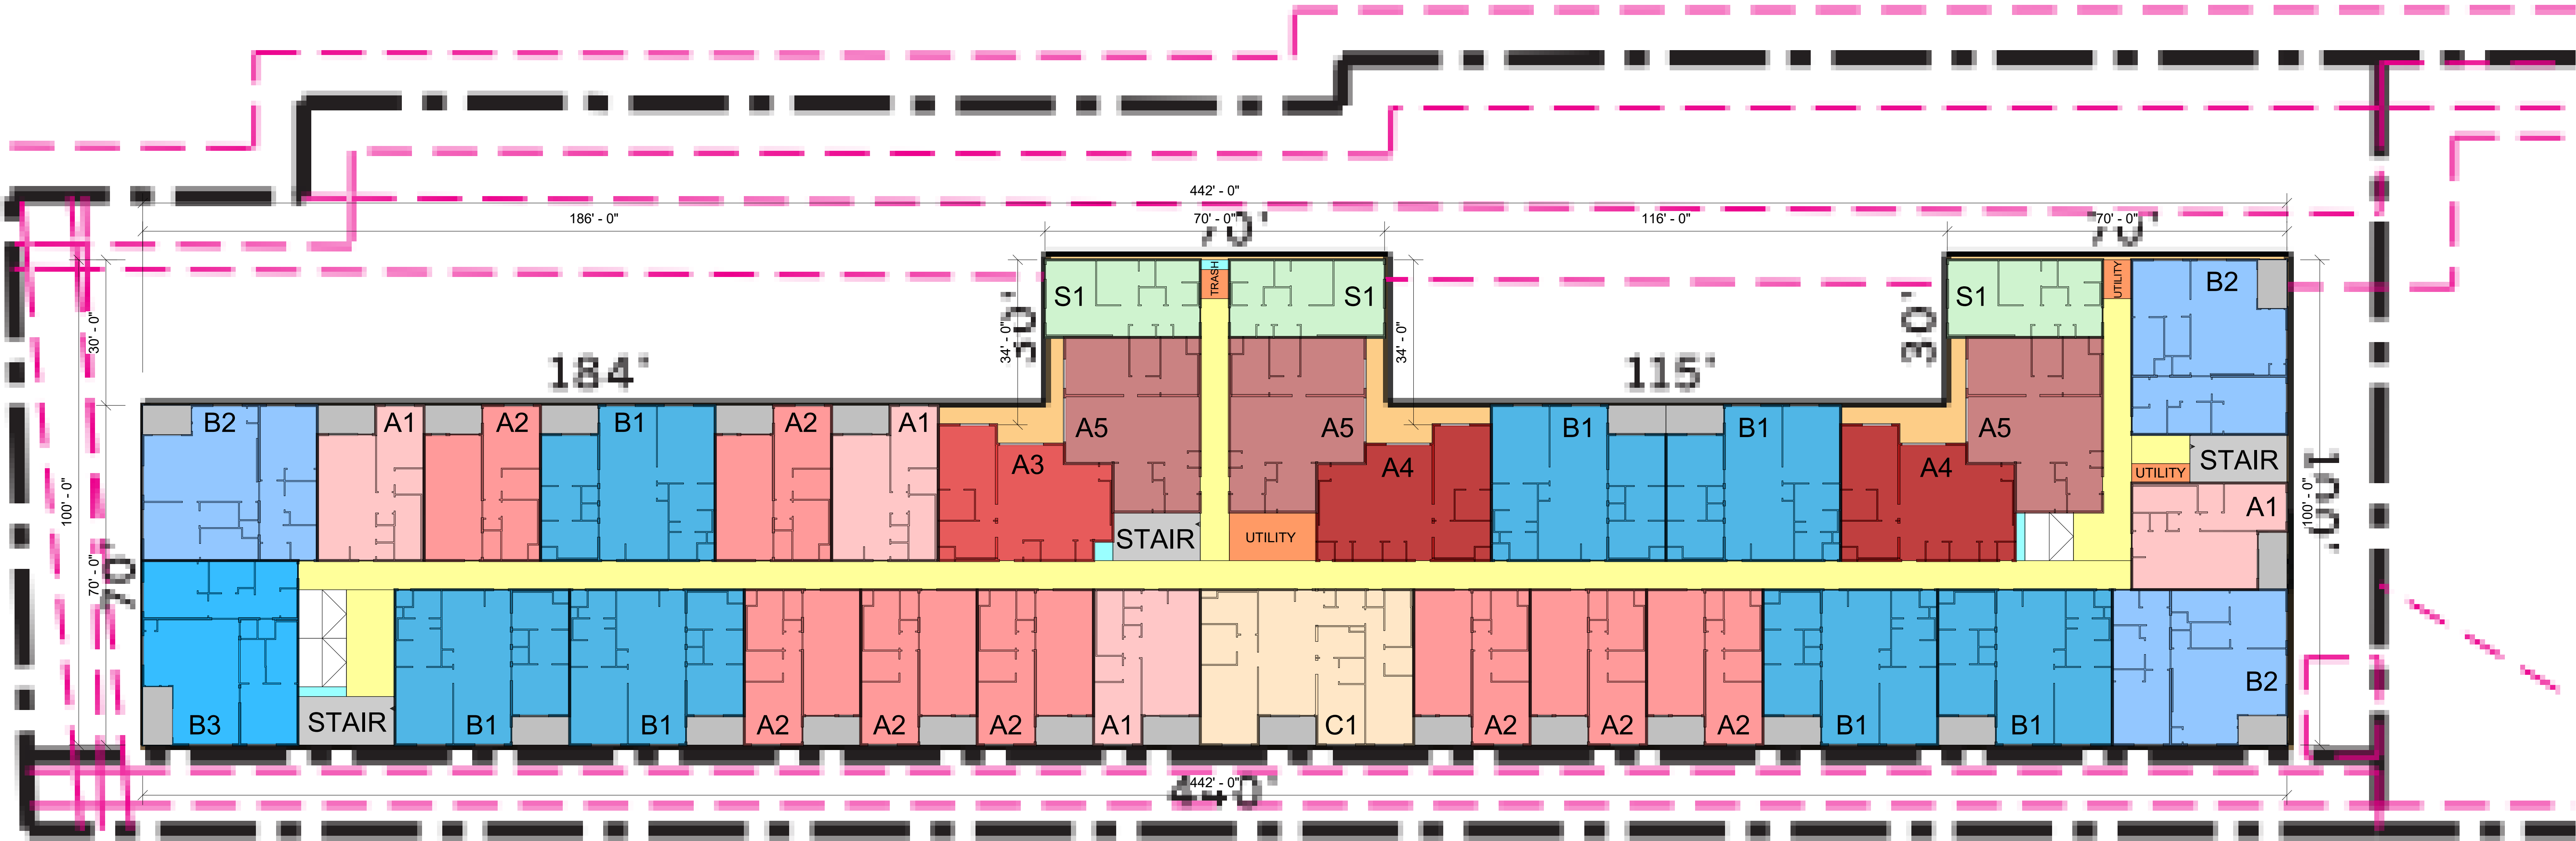 442' - 0"
186' - 0"
70' - 0"
116' - 0"
70' - 0"
70'
70'
S1
TRASH
S1
S1
UTILITY
B2
30' - 0"
34' - 0"
30'
34' - 0"
30'
184'
115'
B2
A1
A2
B1
A2
A1
A3
A5
A5
A4
B1
B1
A4
A5
STAIR
UTILITY
A1
100' - 0"
100' - 0"
100'
STAIR
UTILITY
70' - 0"
70'
B3
STAIR
B1
B1
A2
A2
A2
A1
C1
A2
A2
A2
B1
B1
B2
442' - 0"
440'